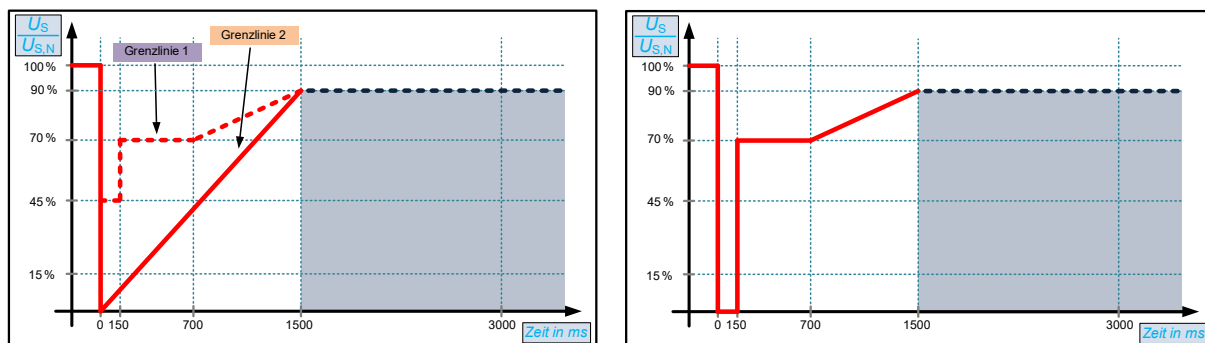 U_S
U_S,N
Grenzlinie 1
Grenzlinie 2
100 %
90 %
70 %
45 %
15 %
0 150 700 1500 3000
Zeit in ms
U_S
U_S,N
100 %
90 %
70 %
45 %
15 %
0 150 700 1500 3000
Zeit in ms